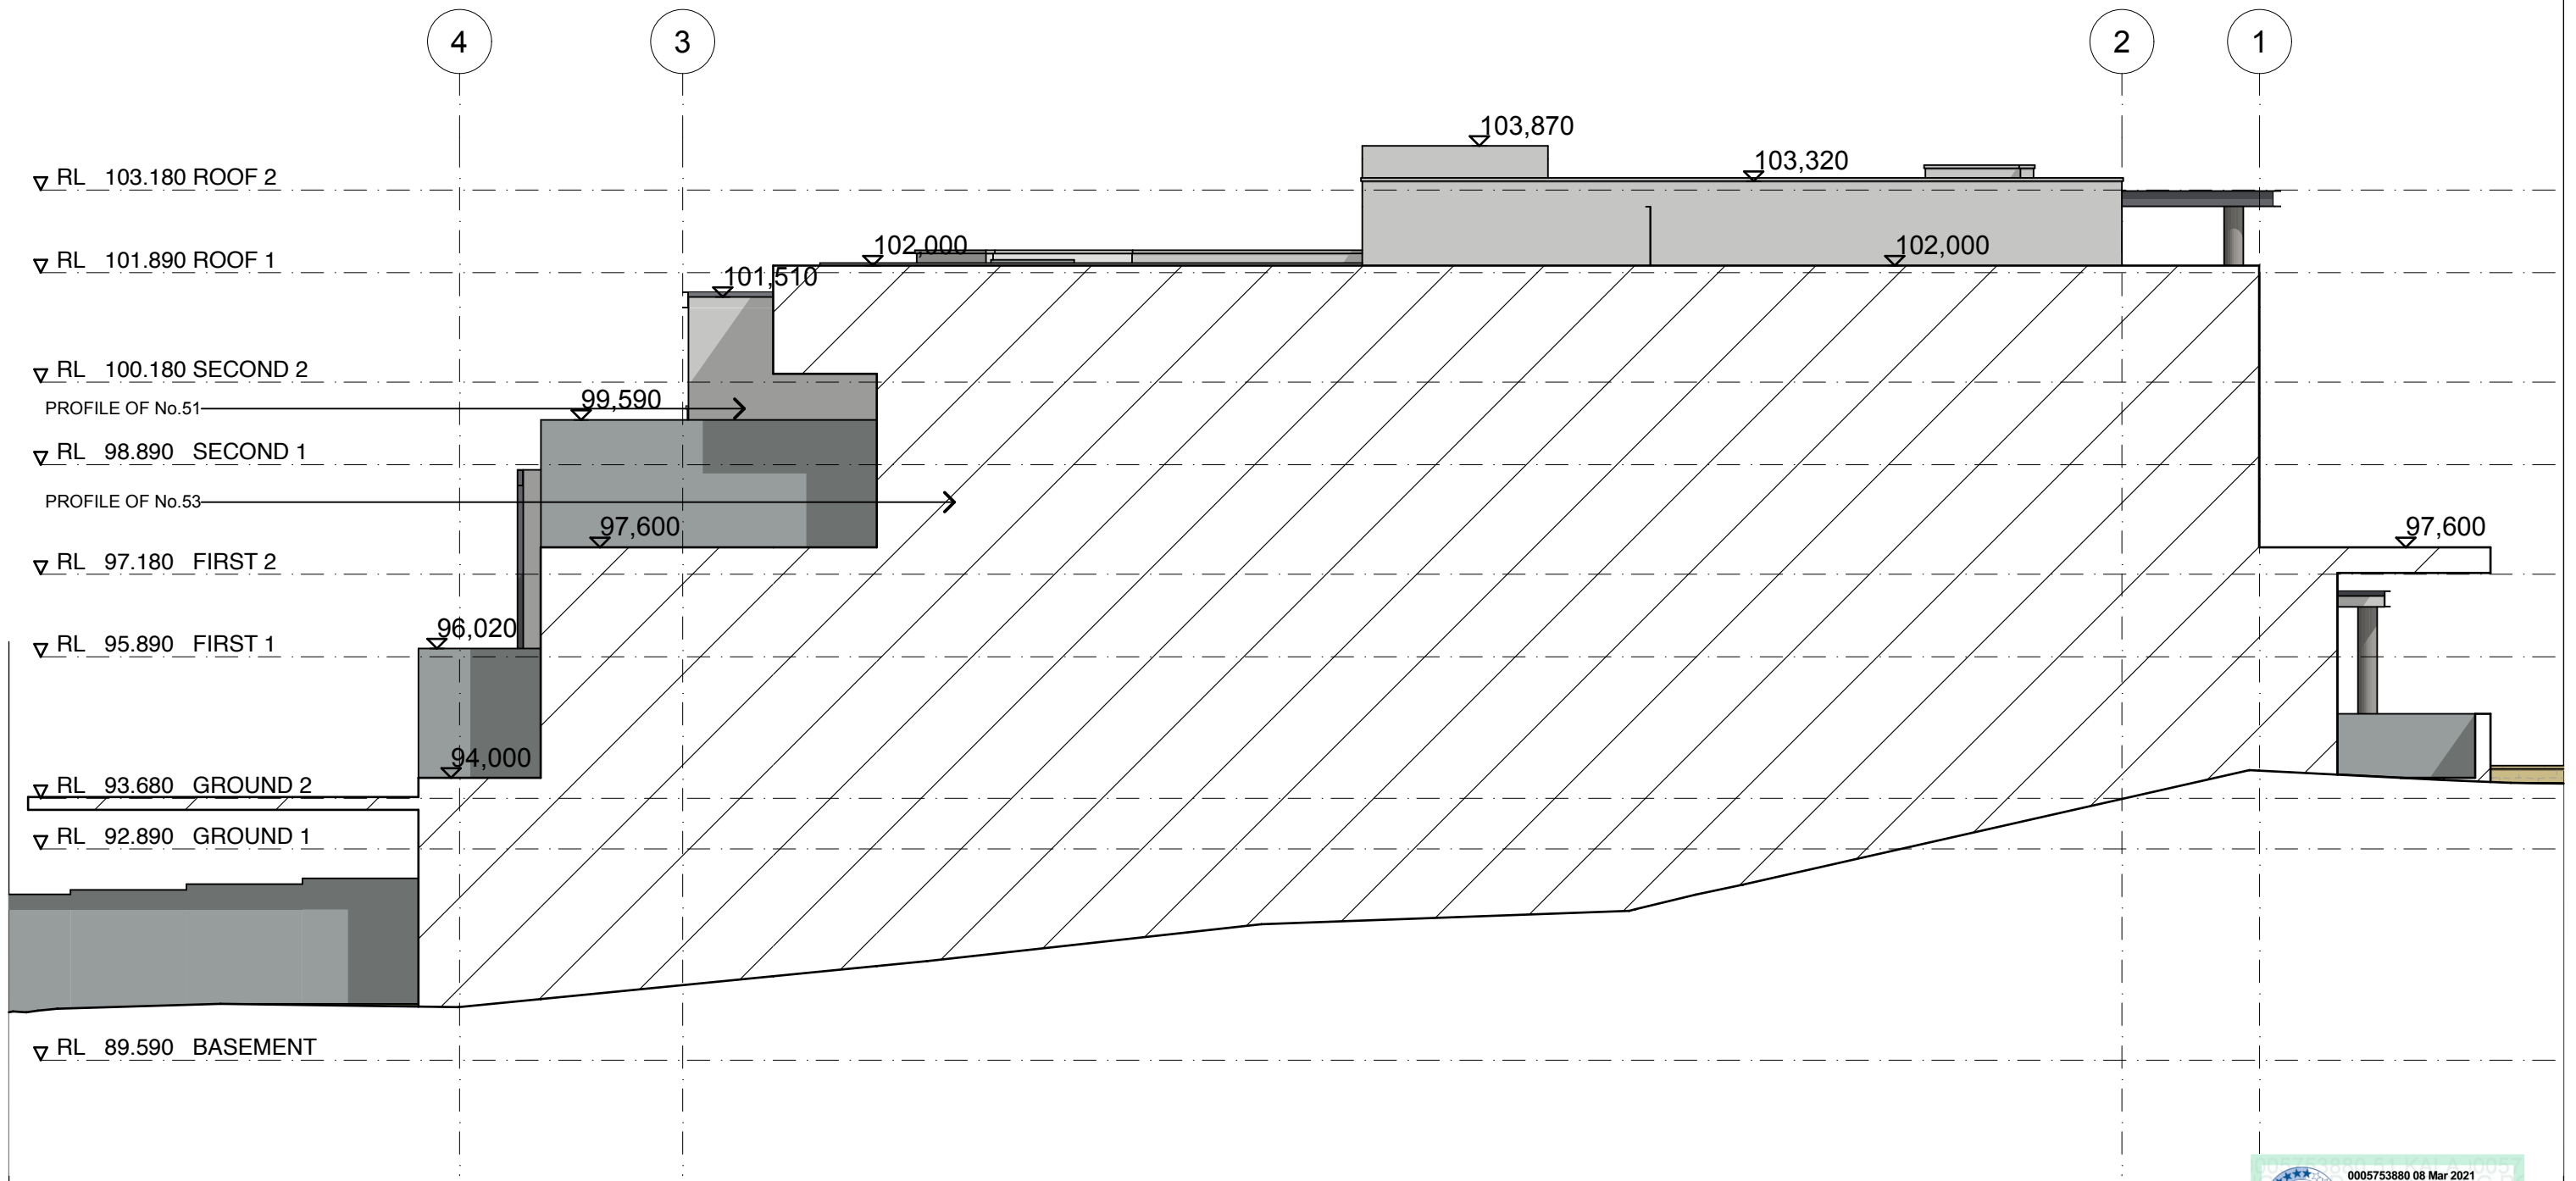 4 3 2 1
103,870
103,320
RL 103.180 ROOF 2
102,000 102,000
RL 101.890 ROOF 1
101,510
RL 100.180 SECOND 2
99,590
PROFILE OF No.51
RL 98.890 SECOND 1
PROFILE OF No.53
97,600 97,600
RL 97.180 FIRST 2
96,020
RL 95.890 FIRST 1
94,000
RL 93.680 GROUND 2
RL 92.890 GROUND 1
RL 89.590 BASEMENT
0005753880 08 Mar 2021